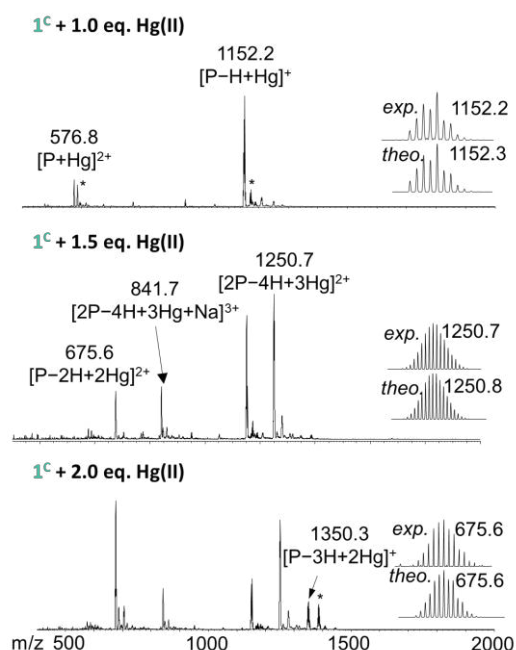 1ᶜ + 1.0 eq. Hg(II)
1152.2
[P−H+Hg]⁺
576.8
[P+Hg]²⁺
*
*
exp. 1152.2
theo. 1152.3
1ᶜ + 1.5 eq. Hg(II)
1250.7
[2P−4H+3Hg]²⁺
841.7
[2P−4H+3Hg+Na]³⁺
675.6
[P−2H+2Hg]²⁺
exp. 1250.7
theo. 1250.8
1ᶜ + 2.0 eq. Hg(II)
1350.3
[P−3H+2Hg]⁺
*
exp. 675.6
theo. 675.6
m/z 500 1000 1500 2000